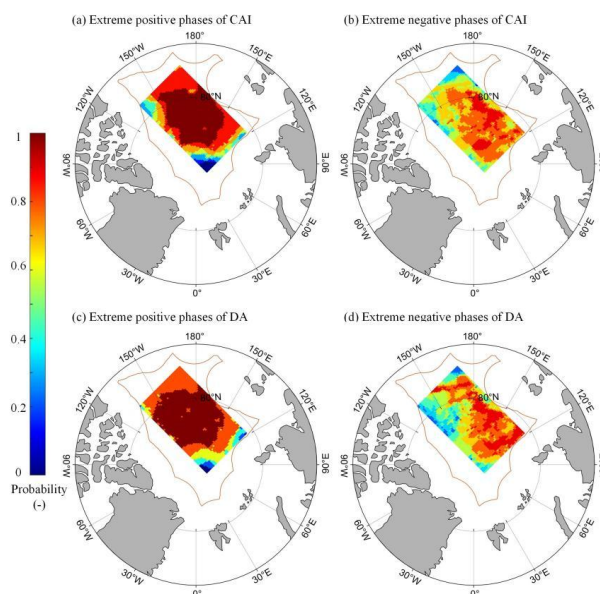 (a) Extreme positive phases of CAI
(b) Extreme negative phases of CAI
180°
150°W
150°E
120°W
120°E
80°N
90°W
90°E
60°W
60°E
30°W
30°E
0°
180°
150°W
150°E
120°W
120°E
80°N
90°W
90°E
60°W
60°E
30°W
30°E
0°
1
0.8
0.6
0.4
0.2
0
Probability
(-)
(c) Extreme positive phases of DA
(d) Extreme negative phases of DA
180°
150°W
150°E
120°W
120°E
80°N
90°W
90°E
60°W
60°E
30°W
30°E
0°
180°
150°W
150°E
120°W
120°E
80°N
90°W
90°E
60°W
60°E
30°W
30°E
0°